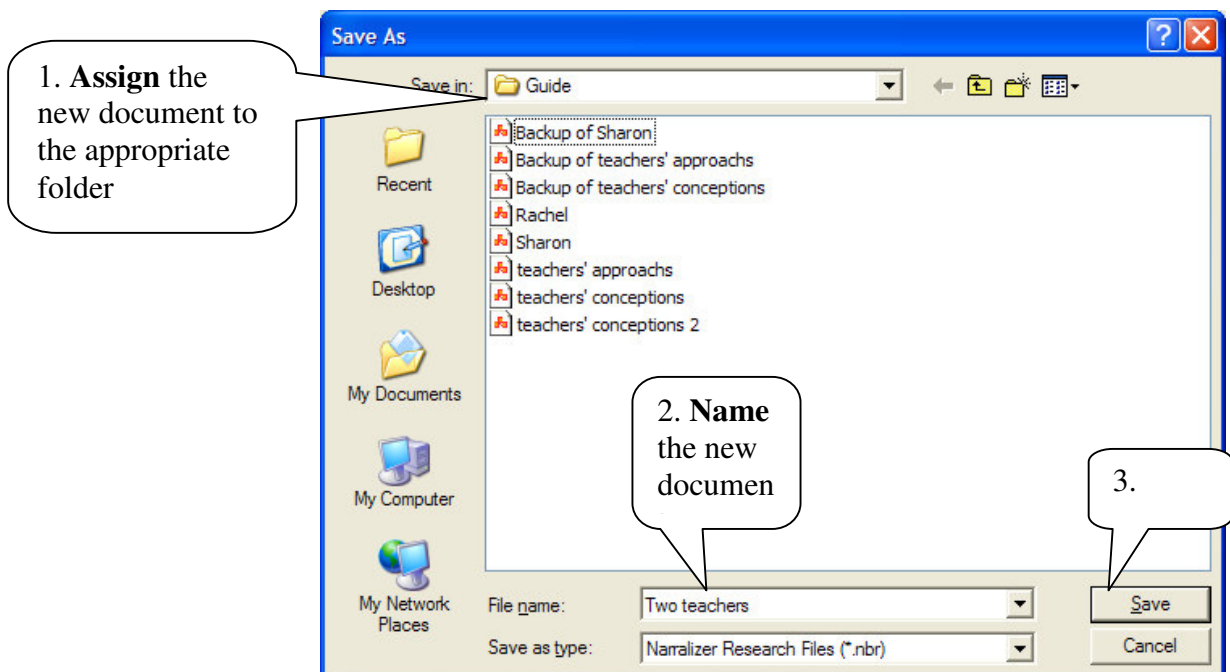 Save As
1. Assign the
new document to
the appropriate
folder
Save in:
Guide
Backup of Sharon
Backup of teachers' approachs
Backup of teachers' conceptions
Rachel
Sharon
teachers' approachs
teachers' conceptions
teachers' conceptions 2
Recent
Desktop
My Documents
My Computer
My Network
Places
2. Name
the new
documen
3.
File name:
Two teachers
Save
Save as type:
Narralizer Research Files (*.nbr)
Cancel